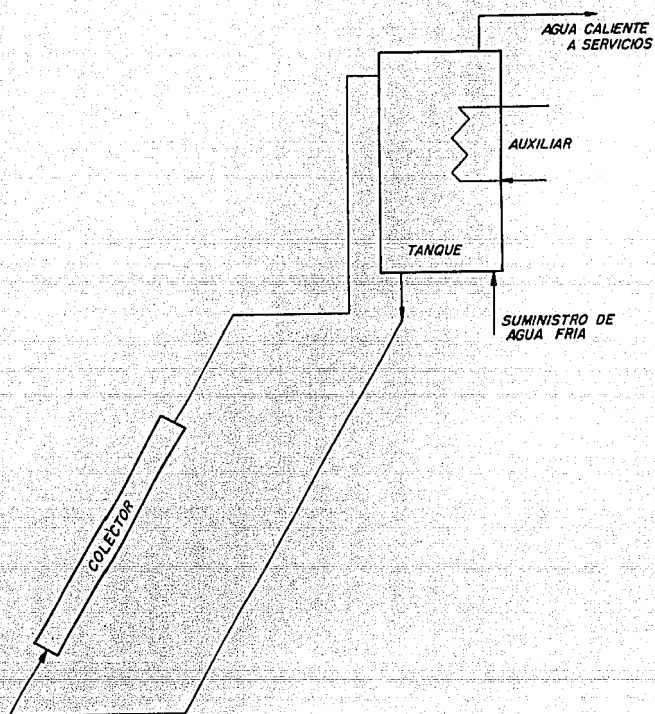 AGUA CALIENTE
A SERVICIOS
AUXILIAR
TANQUE
SUMINISTRO DE
AGUA FRIA
COLECTOR